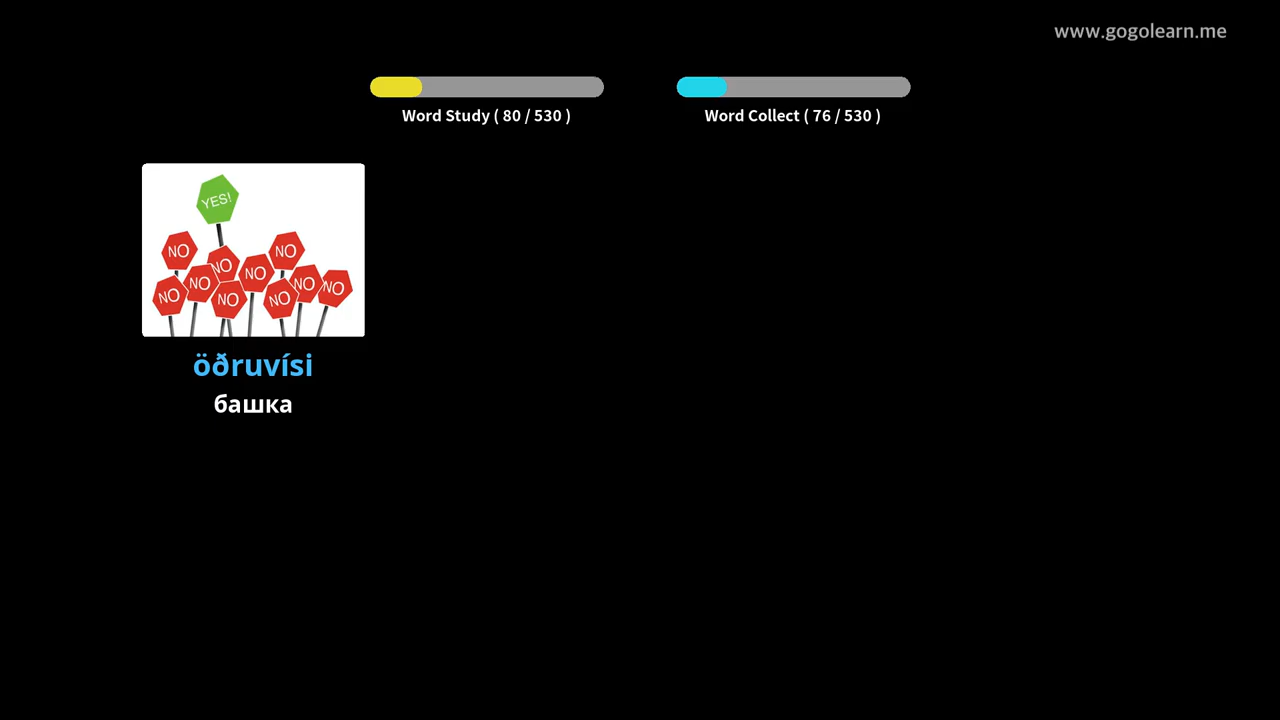 www.gogolearn.me
Word Study ( 80 / 530 )
Word Collect ( 76 / 530 )
YES!
NO
NO
NO
NO
NO
NO
NO
NO
NO
NO
öðruvísi
башка